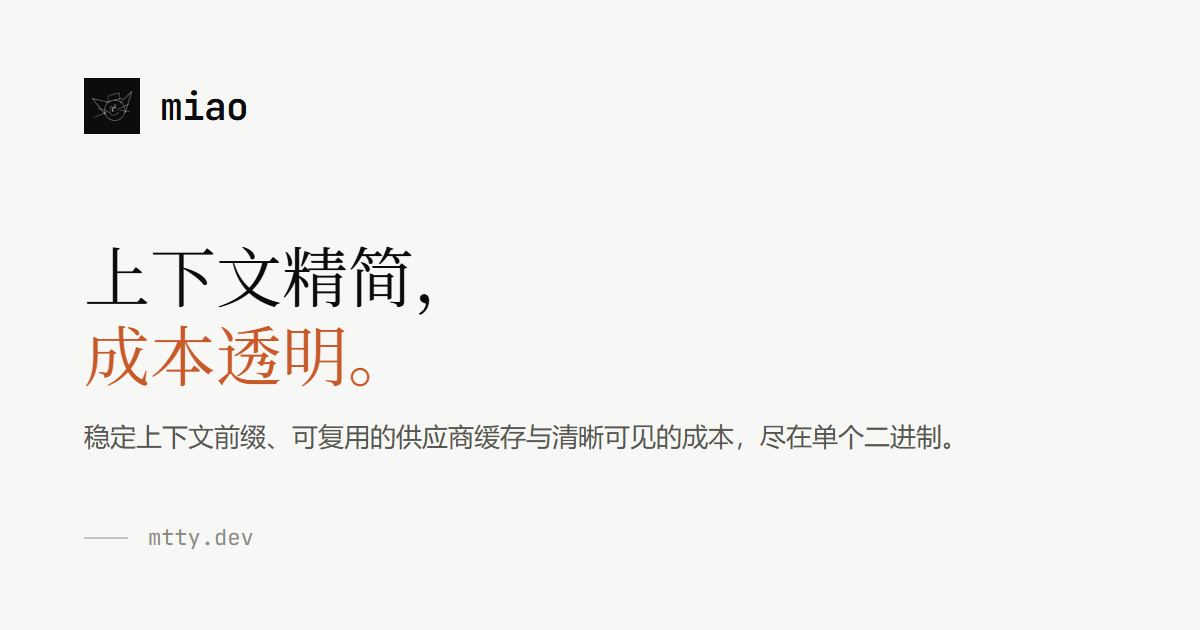 miao
上下文精简，
成本透明。
稳定上下文前缀、可复用的供应商缓存与清晰可见的成本，尽在单个二进制。
mtty.dev